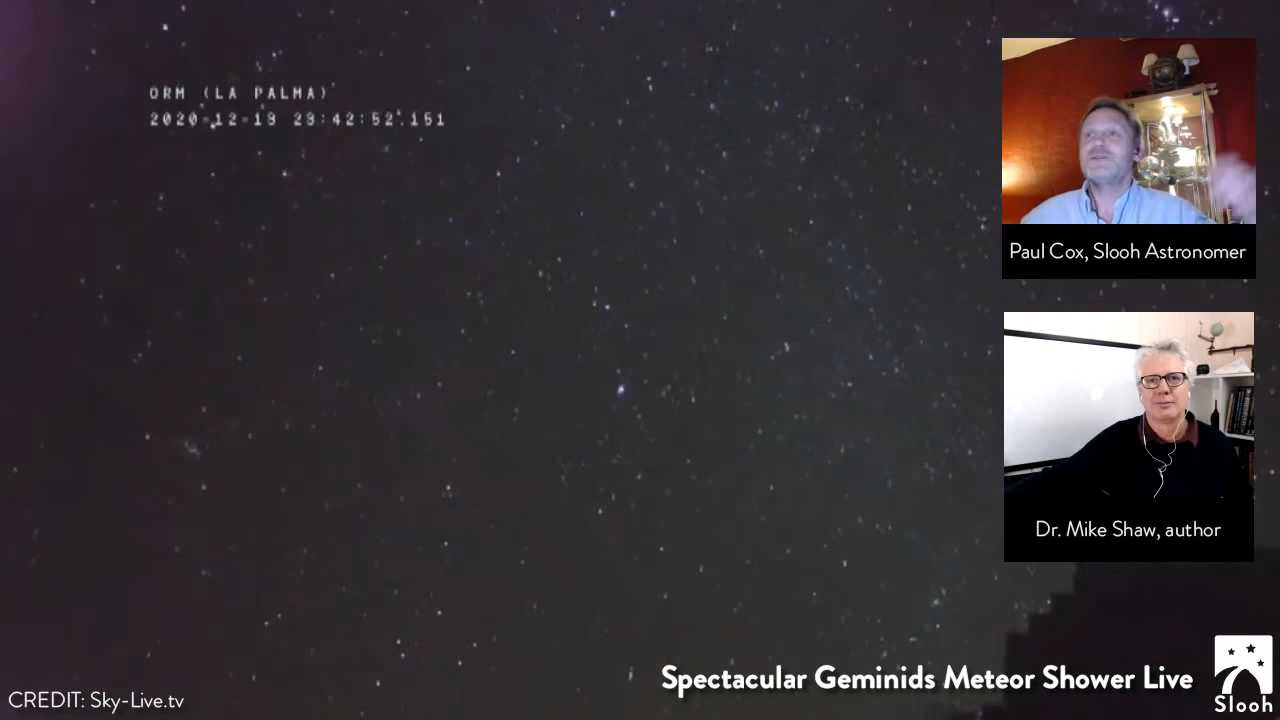 ORM (LA PALMA)
2020-12-13 23:42:52.151
Paul Cox, Slooh Astronomer
Dr. Mike Shaw, author
Spectacular Geminids Meteor Shower Live
Slooh
CREDIT: Sky-Live.tv